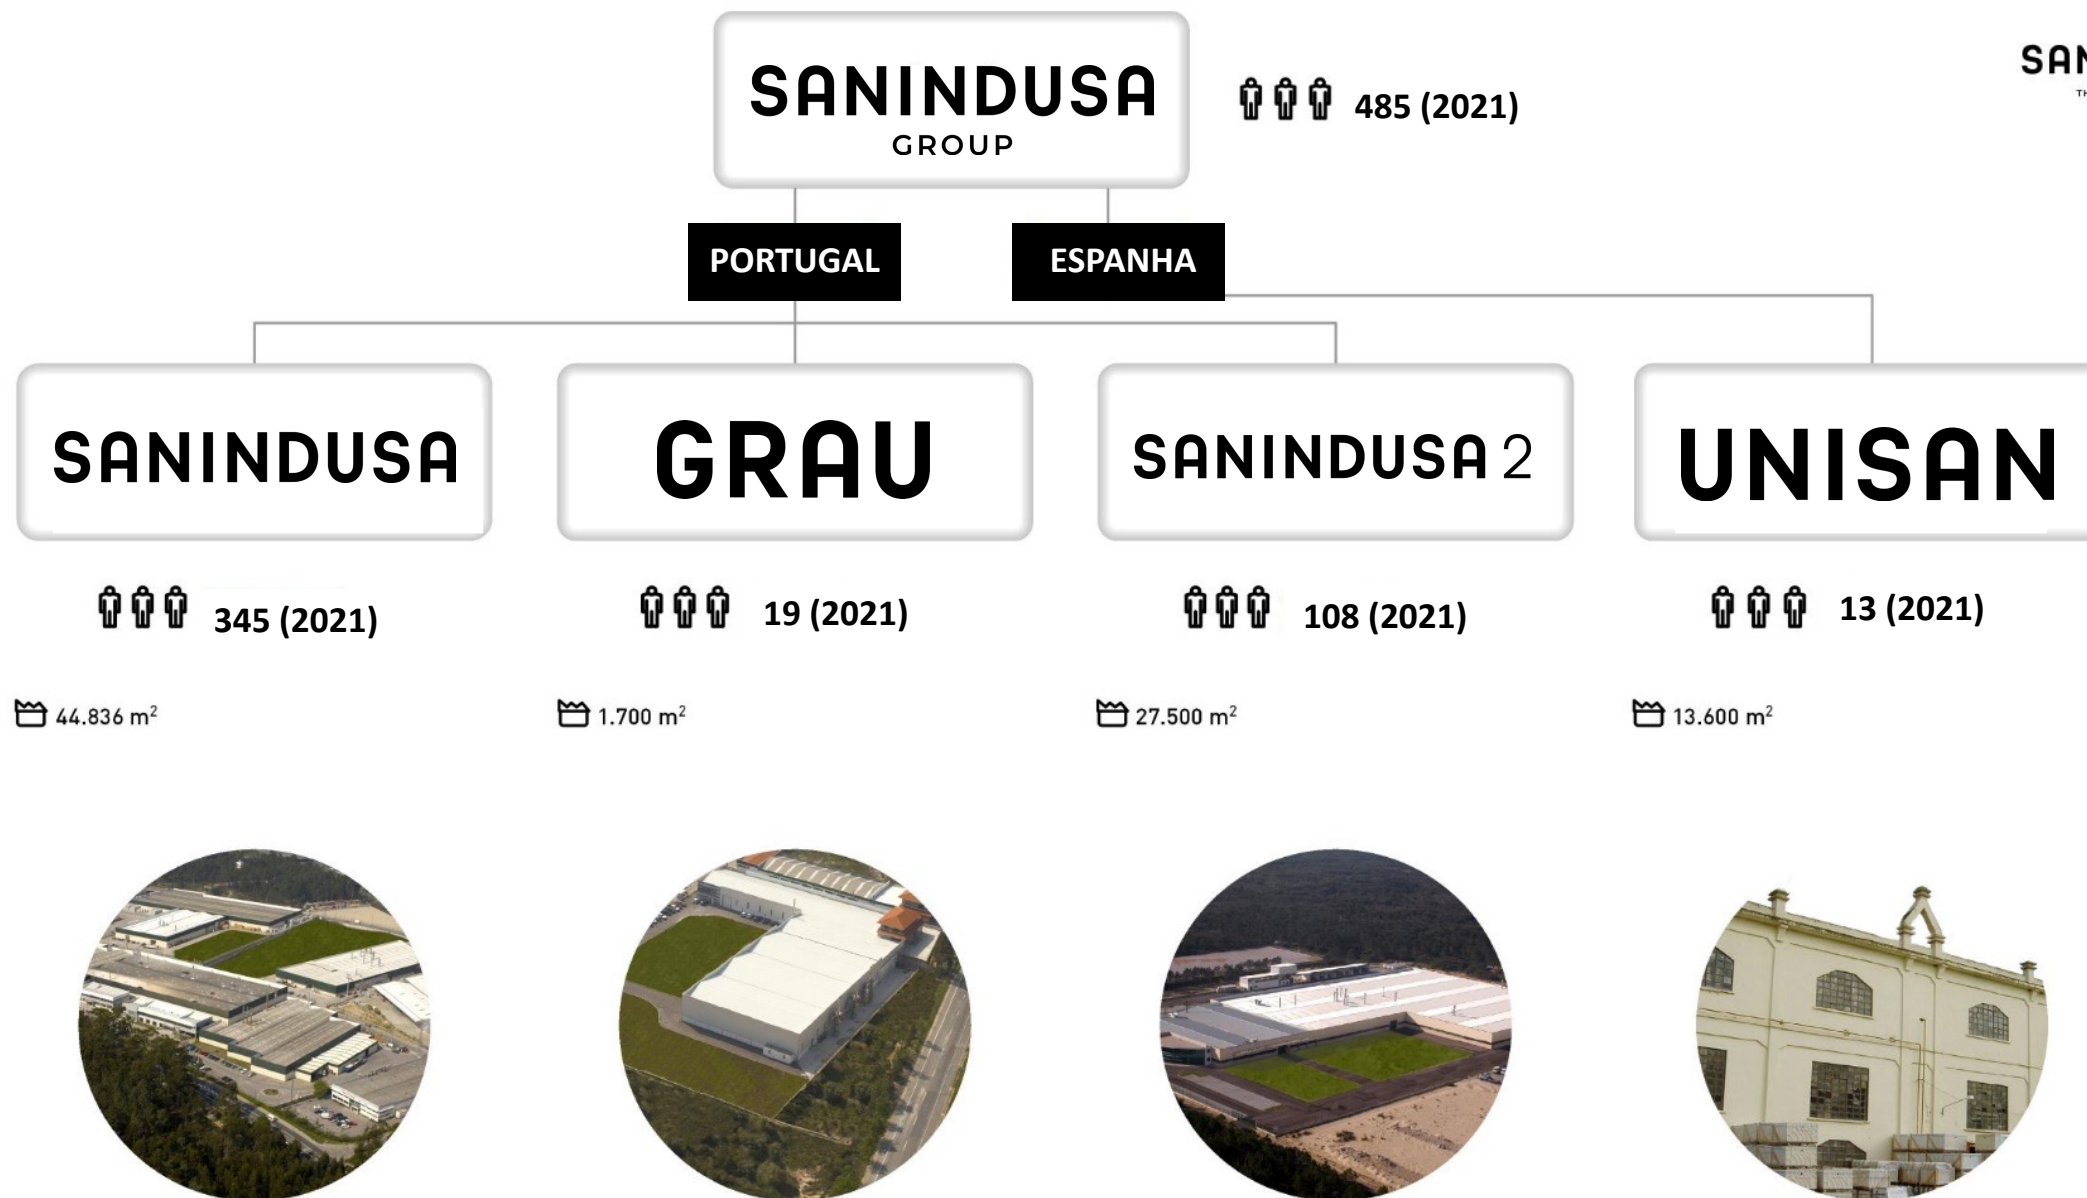 SANINDUSA
GROUP
485 (2021)
PORTUGAL
ESPANHA
SANINDUSA
GRAU
SANINDUSA 2
UNISAN
345 (2021)
19 (2021)
108 (2021)
13 (2021)
44.836 m²
1.700 m²
27.500 m²
13.600 m²